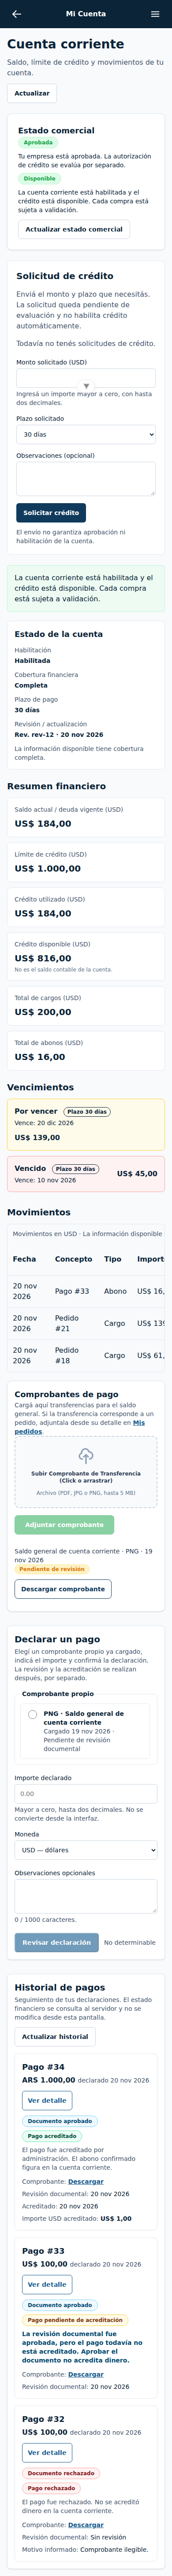 Mi Cuenta
Cuenta corriente
Saldo, límite de crédito y movimientos de tu
cuenta.
Actualizar
Estado comercial
Aprobada
Tu empresa está aprobada. La autorización
de crédito se evalúa por separado.
Disponible
La cuenta corriente está habilitada y el
crédito está disponible. Cada compra está
sujeta a validación.
Actualizar estado comercial
Solicitud de crédito
Enviá el monto y plazo que necesitás.
La solicitud queda pendiente de
evaluación y no habilita crédito
automáticamente.
Todavía no tenés solicitudes de crédito.
Monto solicitado (USD)
Ingresá un importe mayor a cero, con hasta
dos decimales.
Plazo solicitado
30 días
Observaciones (opcional)
Solicitar crédito
El envío no garantiza aprobación ni
habilitación de la cuenta.
La cuenta corriente está habilitada y el
crédito está disponible. Cada compra
está sujeta a validación.
Estado de la cuenta
Habilitación
Habilitada
Cobertura financiera
Completa
Plazo de pago
30 días
Revisión / actualización
Rev. rev-12 · 20 nov 2026
La información disponible tiene cobertura
completa.
Resumen financiero
Saldo actual / deuda vigente (USD)
US$ 184,00
Límite de crédito (USD)
US$ 1.000,00
Crédito utilizado (USD)
US$ 184,00
Crédito disponible (USD)
US$ 816,00
No es el saldo contable de la cuenta.
Total de cargos (USD)
US$ 200,00
Total de abonos (USD)
US$ 16,00
Vencimientos
Por vencer Plazo 30 días
Vence: 20 dic 2026
US$ 139,00
Vencido Plazo 30 días
Vence: 10 nov 2026
US$ 45,00
Movimientos
Movimientos en USD · La información disponible
Fecha Concepto Tipo Import
20 nov
2026 Pago #33 Abono US$ 16,
20 nov
2026 Pedido
#21 Cargo US$ 139
20 nov
2026 Pedido
#18 Cargo US$ 61,
Comprobantes de pago
Cargá aquí transferencias para el saldo
general. Si la transferencia corresponde a un
pedido, adjuntala desde su detalle en Mis
pedidos.
Subir Comprobante de Transferencia
(Click o arrastrar)
Archivo (PDF, JPG o PNG, hasta 5 MB)
Adjuntar comprobante
Saldo general de cuenta corriente · PNG · 19
nov 2026
Pendiente de revisión
Descargar comprobante
Declarar un pago
Elegí un comprobante propio ya cargado,
indicá el importe y confirmá la declaración.
La revisión y la acreditación se realizan
después, por separado.
Comprobante propio
PNG · Saldo general de
cuenta corriente
Cargado 19 nov 2026 ·
Pendiente de revisión
documental
Importe declarado
0.00
Mayor a cero, hasta dos decimales. No se
convierte desde la interfaz.
Moneda
USD — dólares
Observaciones opcionales
0 / 1000 caracteres.
Revisar declaración No determinable
Historial de pagos
Seguimiento de tus declaraciones. El estado
financiero se consulta al servidor y no se
modifica desde esta pantalla.
Actualizar historial
Pago #34
ARS 1.000,00 declarado 20 nov 2026
Ver detalle
Documento aprobado
Pago acreditado
El pago fue acreditado por
administración. El abono confirmado
figura en la cuenta corriente.
Comprobante: Descargar
Revisión documental: 20 nov 2026
Acreditado: 20 nov 2026
Importe USD acreditado: US$ 1,00
Pago #33
US$ 100,00 declarado 20 nov 2026
Ver detalle
Documento aprobado
Pago pendiente de acreditación
La revisión documental fue
aprobada, pero el pago todavía no
está acreditado. Aprobar el
documento no acredita dinero.
Comprobante: Descargar
Revisión documental: 20 nov 2026
Pago #32
US$ 100,00 declarado 20 nov 2026
Ver detalle
Documento rechazado
Pago rechazado
El pago fue rechazado. No se acreditó
dinero en la cuenta corriente.
Comprobante: Descargar
Revisión documental: Sin revisión
Motivo informado: Comprobante ilegible.